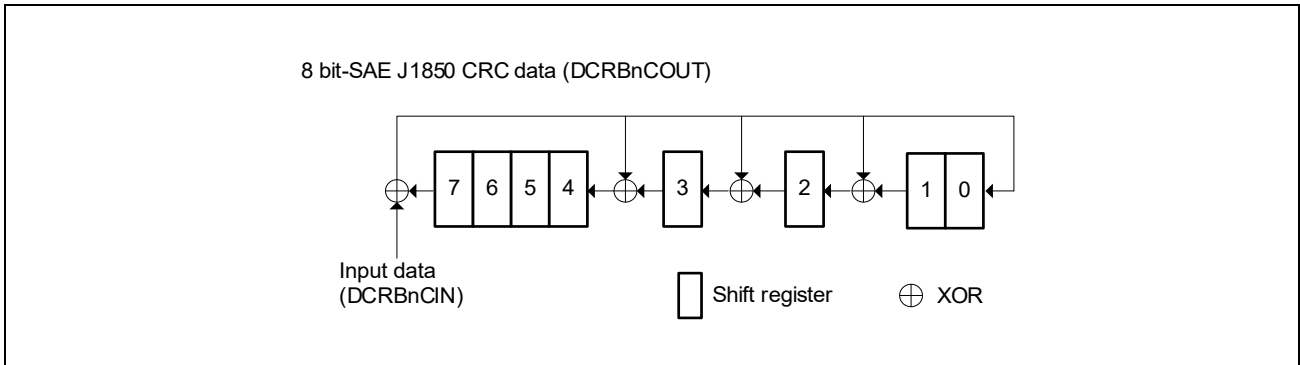 8 bit-SAE J1850 CRC data (DCRBnCOUT)
7 6 5 4 3 2 1 0
Input data
(DCRBnCIN)
Shift register
XOR